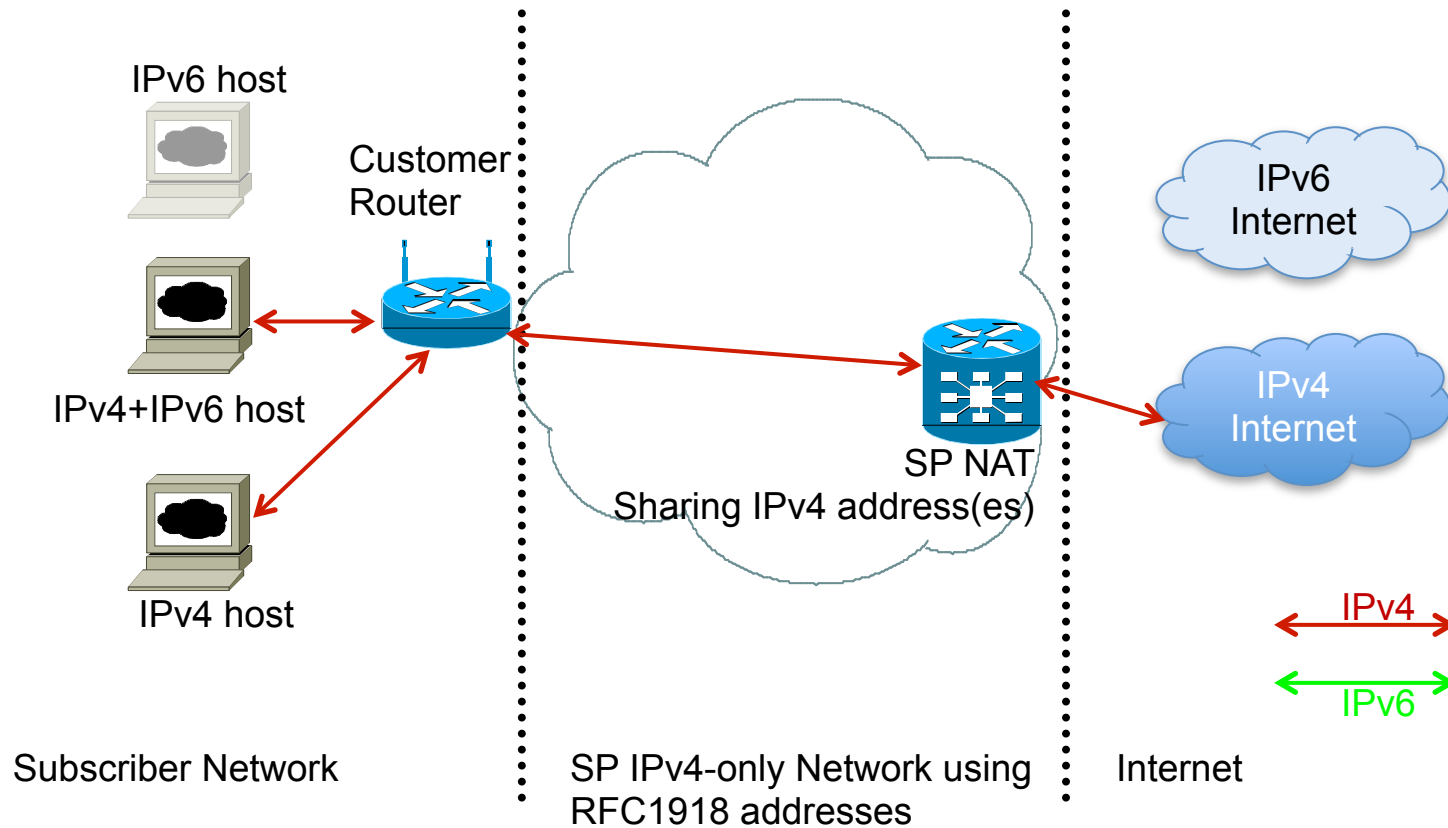 IPv6 host
Customer
Router
IPv4+IPv6 host
IPv4 host
SP NAT
Sharing IPv4 address(es)
IPv6
Internet
IPv4
Internet
IPv4
IPv6
Subscriber Network
SP IPv4-only Network using
RFC1918 addresses
Internet